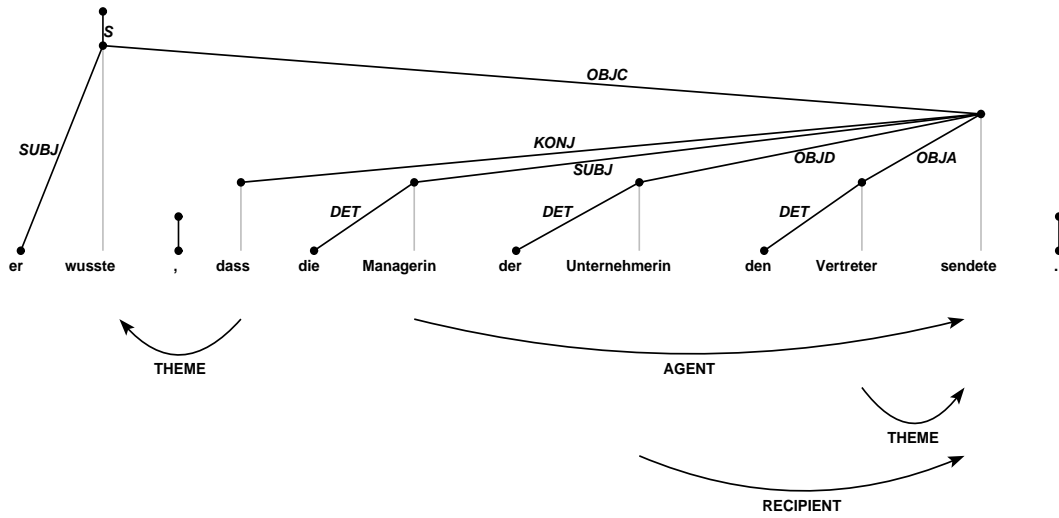 S
OBJC
SUBJ
KONJ
SUBJ
OBJD
OBJA
DET
DET
DET
er wusste , dass die Managerin der Unternehmerin den Vertreter sendete .
THEME
AGENT
THEME
RECIPIENT